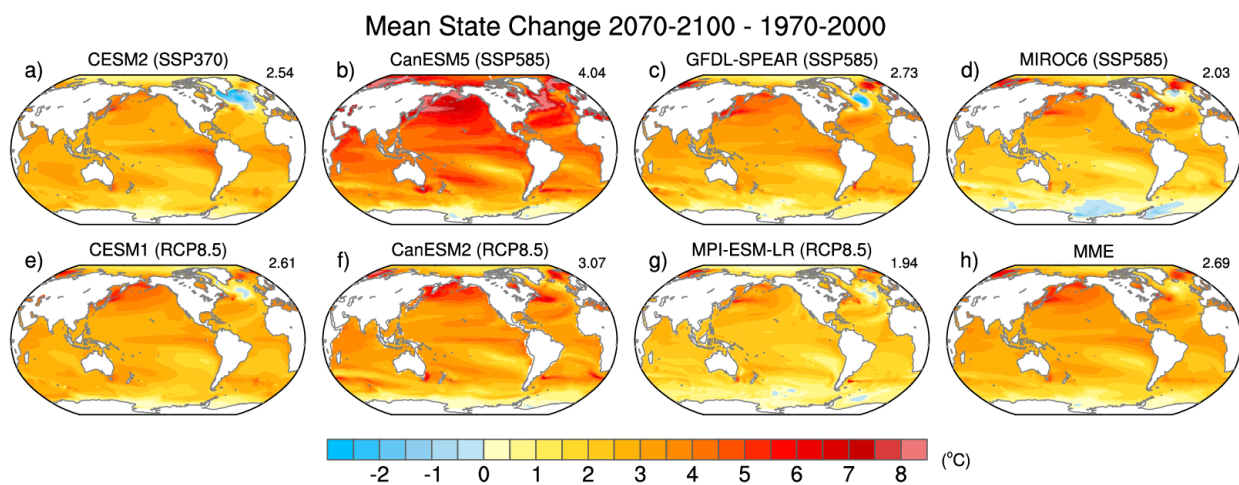 Mean State Change 2070-2100 - 1970-2000
a) CESM2 (SSP370) 2.54
b) CanESM5 (SSP585) 4.04
c) GFDL-SPEAR (SSP585) 2.73
d) MIROC6 (SSP585) 2.03
e) CESM1 (RCP8.5) 2.61
f) CanESM2 (RCP8.5) 3.07
g) MPI-ESM-LR (RCP8.5) 1.94
h) MME 2.69
-2 -1 0 1 2 3 4 5 6 7 8 (°C)